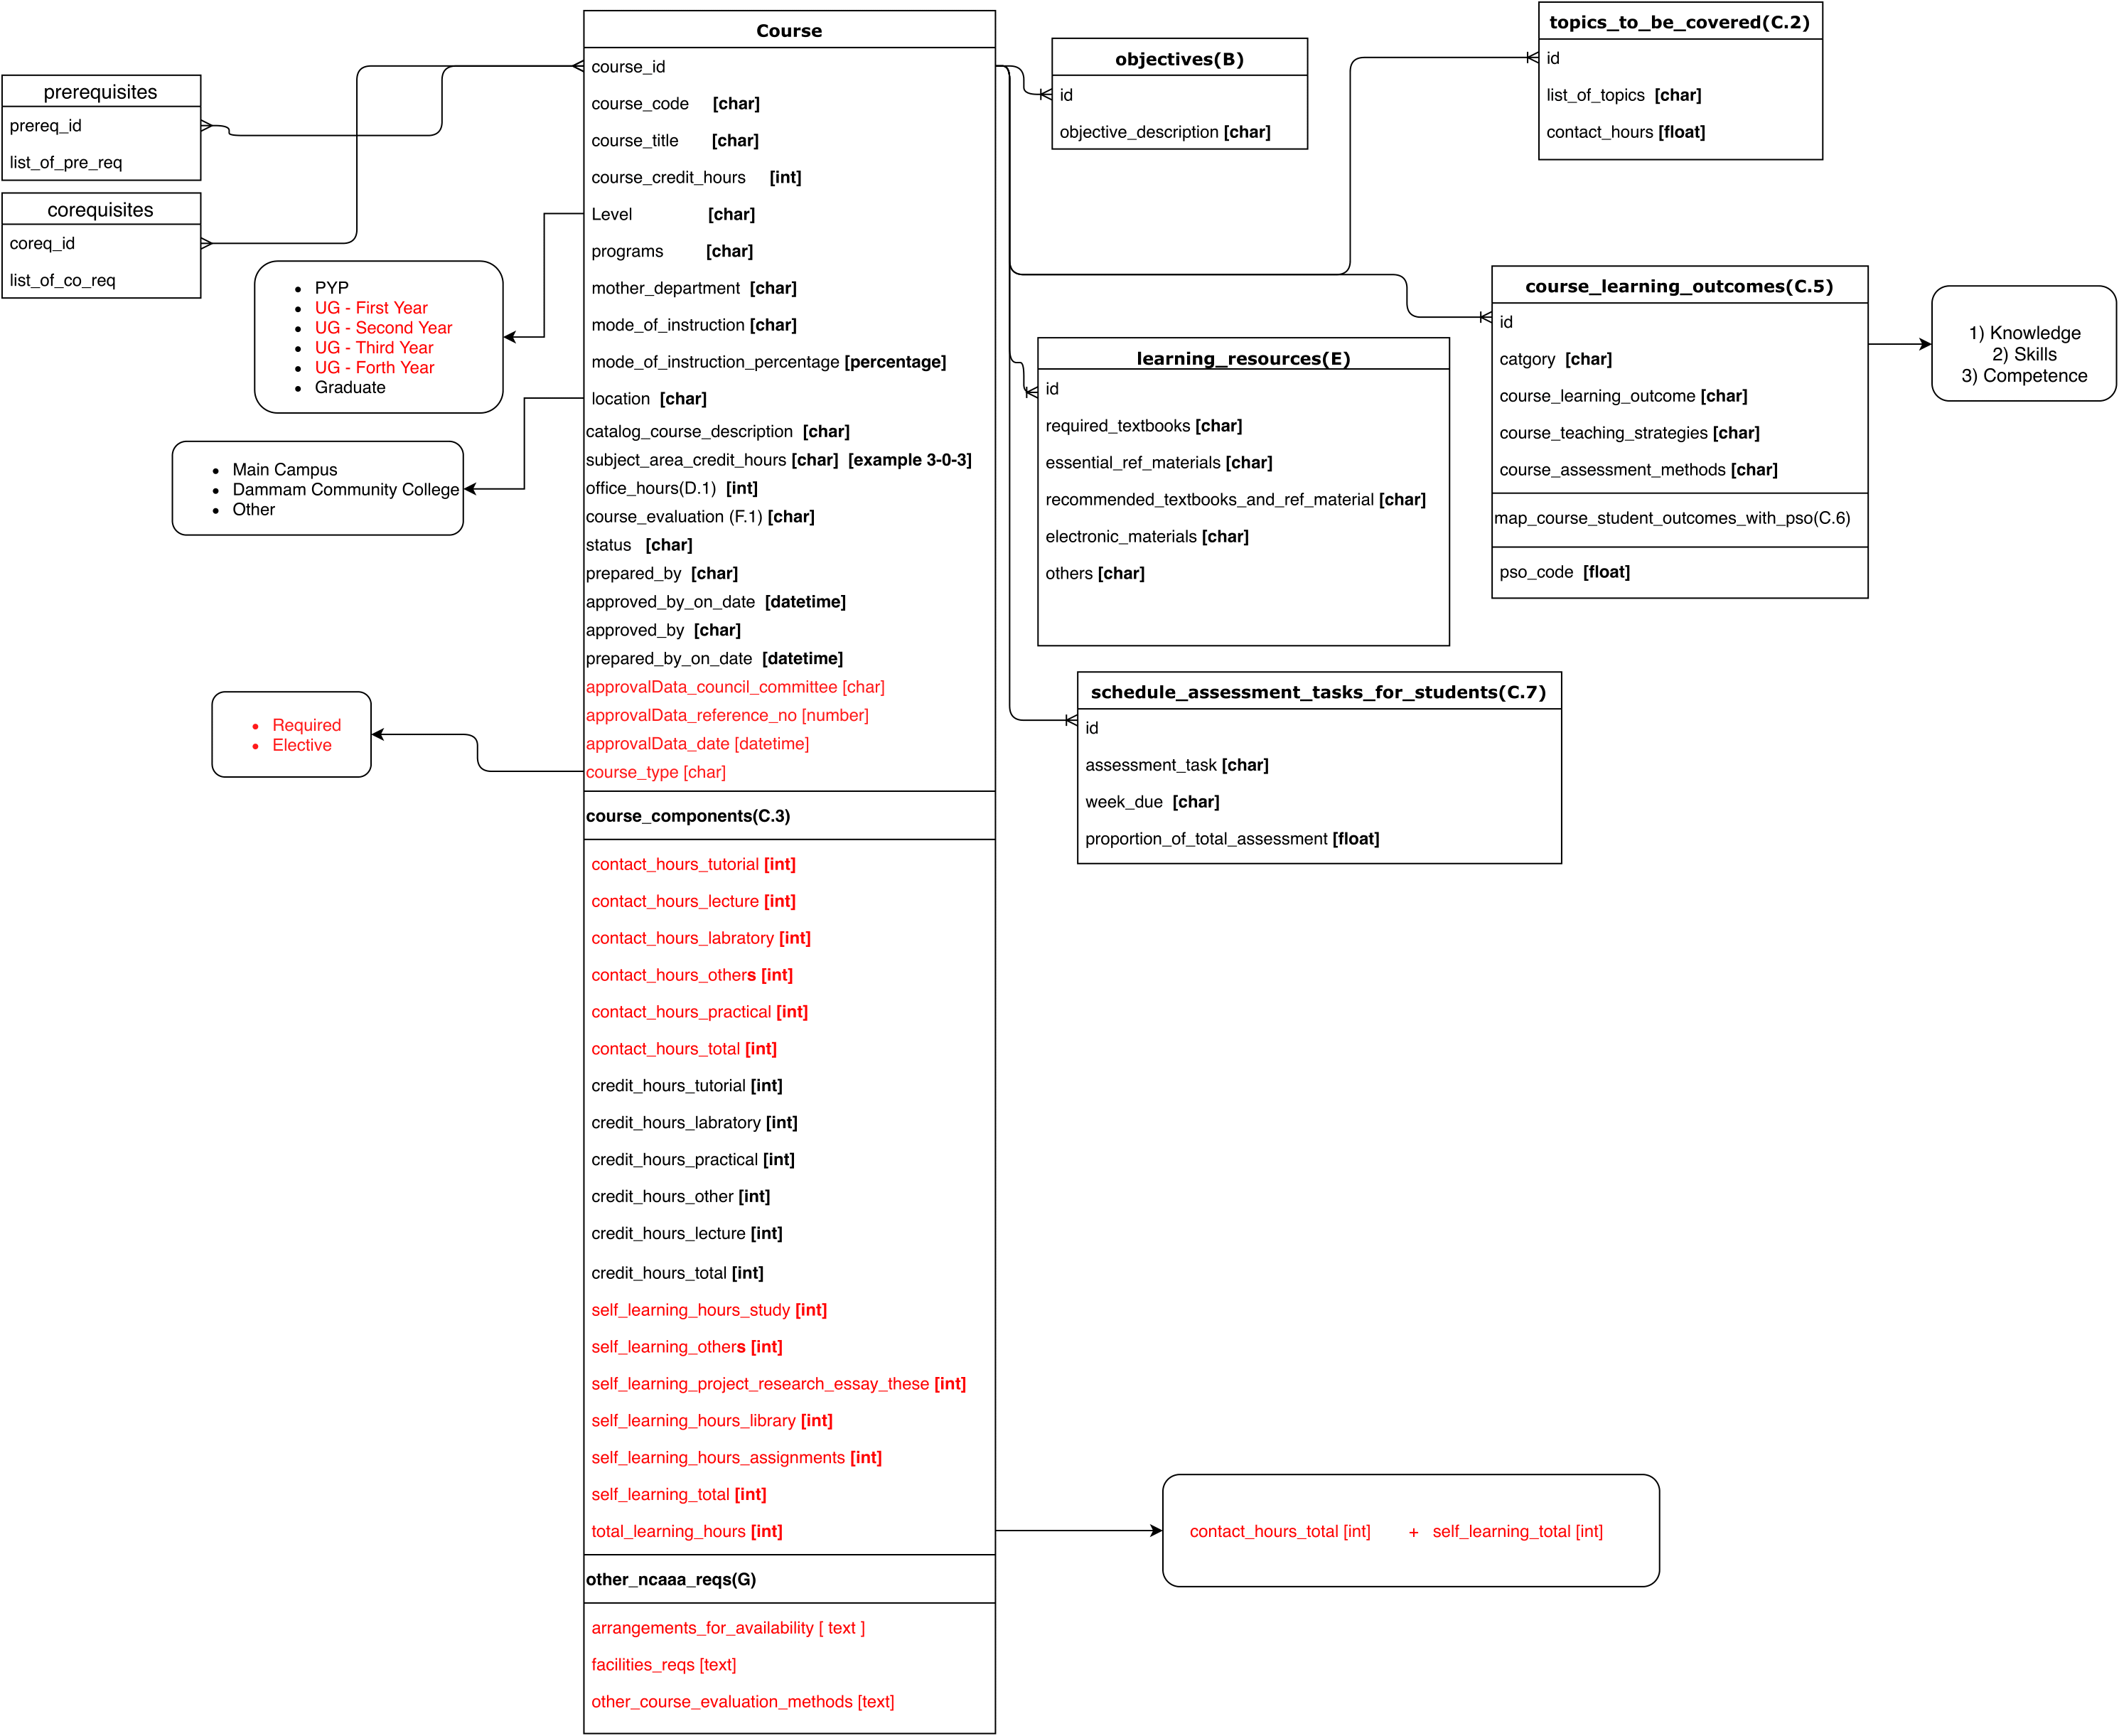 Course
course_id
course_code [char]
course_title [char]
course_credit_hours [int]
Level [char]
programs [char]
mother_department [char]
mode_of_instruction [char]
mode_of_instruction_percentage [percentage]
location [char]
catalog_course_description [char]
subject_area_credit_hours [char] [example 3-0-3]
office_hours(D.1) [int]
course_evaluation (F.1) [char]
status [char]
prepared_by [char]
approved_by_on_date [datetime]
approved_by [char]
prepared_by_on_date [datetime]
approvalData_council_committee [char]
approvalData_reference_no [number]
approvalData_date [datetime]
course_type [char]
course_components(C.3)
contact_hours_tutorial [int]
contact_hours_lecture [int]
contact_hours_labratory [int]
contact_hours_others [int]
contact_hours_practical [int]
contact_hours_total [int]
credit_hours_tutorial [int]
credit_hours_labratory [int]
credit_hours_practical [int]
credit_hours_other [int]
credit_hours_lecture [int]
credit_hours_total [int]
self_learning_hours_study [int]
self_learning_others [int]
self_learning_project_research_essay_these [int]
self_learning_hours_library [int]
self_learning_hours_assignments [int]
self_learning_total [int]
total_learning_hours [int]
other_ncaaa_reqs(G)
arrangements_for_availability [ text ]
facilities_reqs [text]
other_course_evaluation_methods [text]
prerequisites
prereq_id
list_of_pre_req
corequisites
coreq_id
list_of_co_req
• PYP
• UG - First Year
• UG - Second Year
• UG - Third Year
• UG - Forth Year
• Graduate
• Main Campus
• Dammam Community College
• Other
• Required
• Elective
objectives(B)
id
objective_description [char]
topics_to_be_covered(C.2)
id
list_of_topics [char]
contact_hours [float]
learning_resources(E)
id
required_textbooks [char]
essential_ref_materials [char]
recommended_textbooks_and_ref_material [char]
electronic_materials [char]
others [char]
course_learning_outcomes(C.5)
id
catgory [char]
course_learning_outcome [char]
course_teaching_strategies [char]
course_assessment_methods [char]
map_course_student_outcomes_with_pso(C.6)
pso_code [float]
1) Knowledge
2) Skills
3) Competence
schedule_assessment_tasks_for_students(C.7)
id
assessment_task [char]
week_due [char]
proportion_of_total_assessment [float]
contact_hours_total [int] + self_learning_total [int]